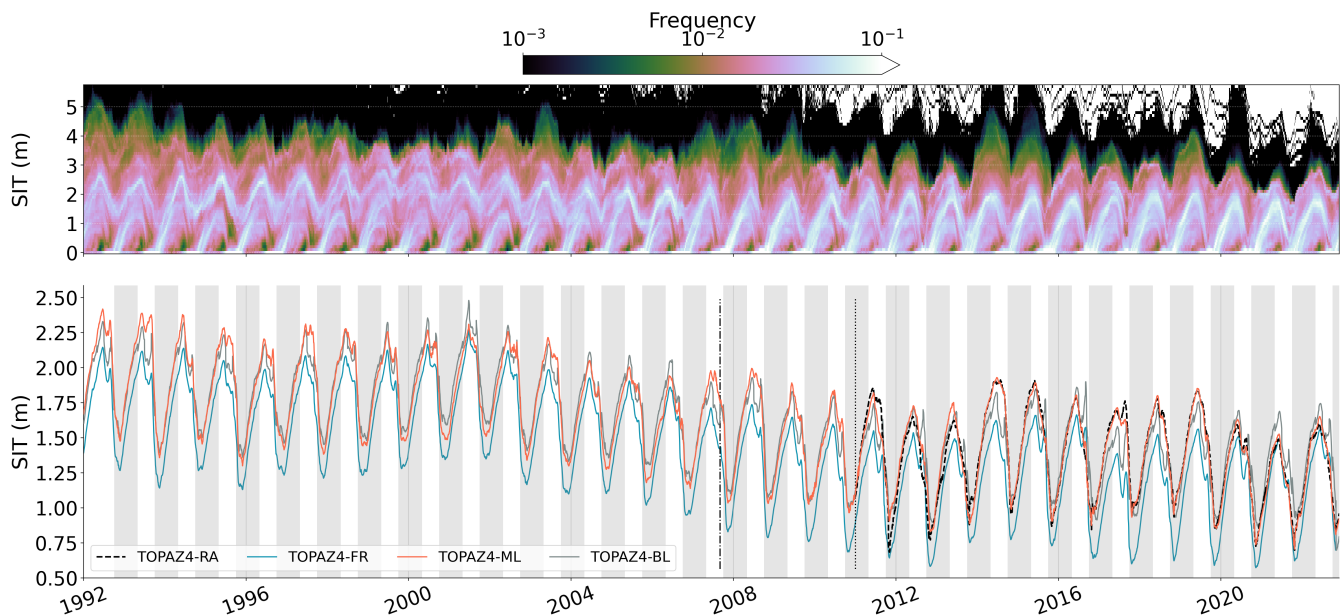 Frequency
10⁻³ 10⁻² 10⁻¹
SIT (m)
5
4
3
2
1
0
SIT (m)
2.50
2.25
2.00
1.75
1.50
1.25
1.00
0.75
0.50
TOPAZ4-RA TOPAZ4-FR TOPAZ4-ML TOPAZ4-BL
1992 1996 2000 2004 2008 2012 2016 2020